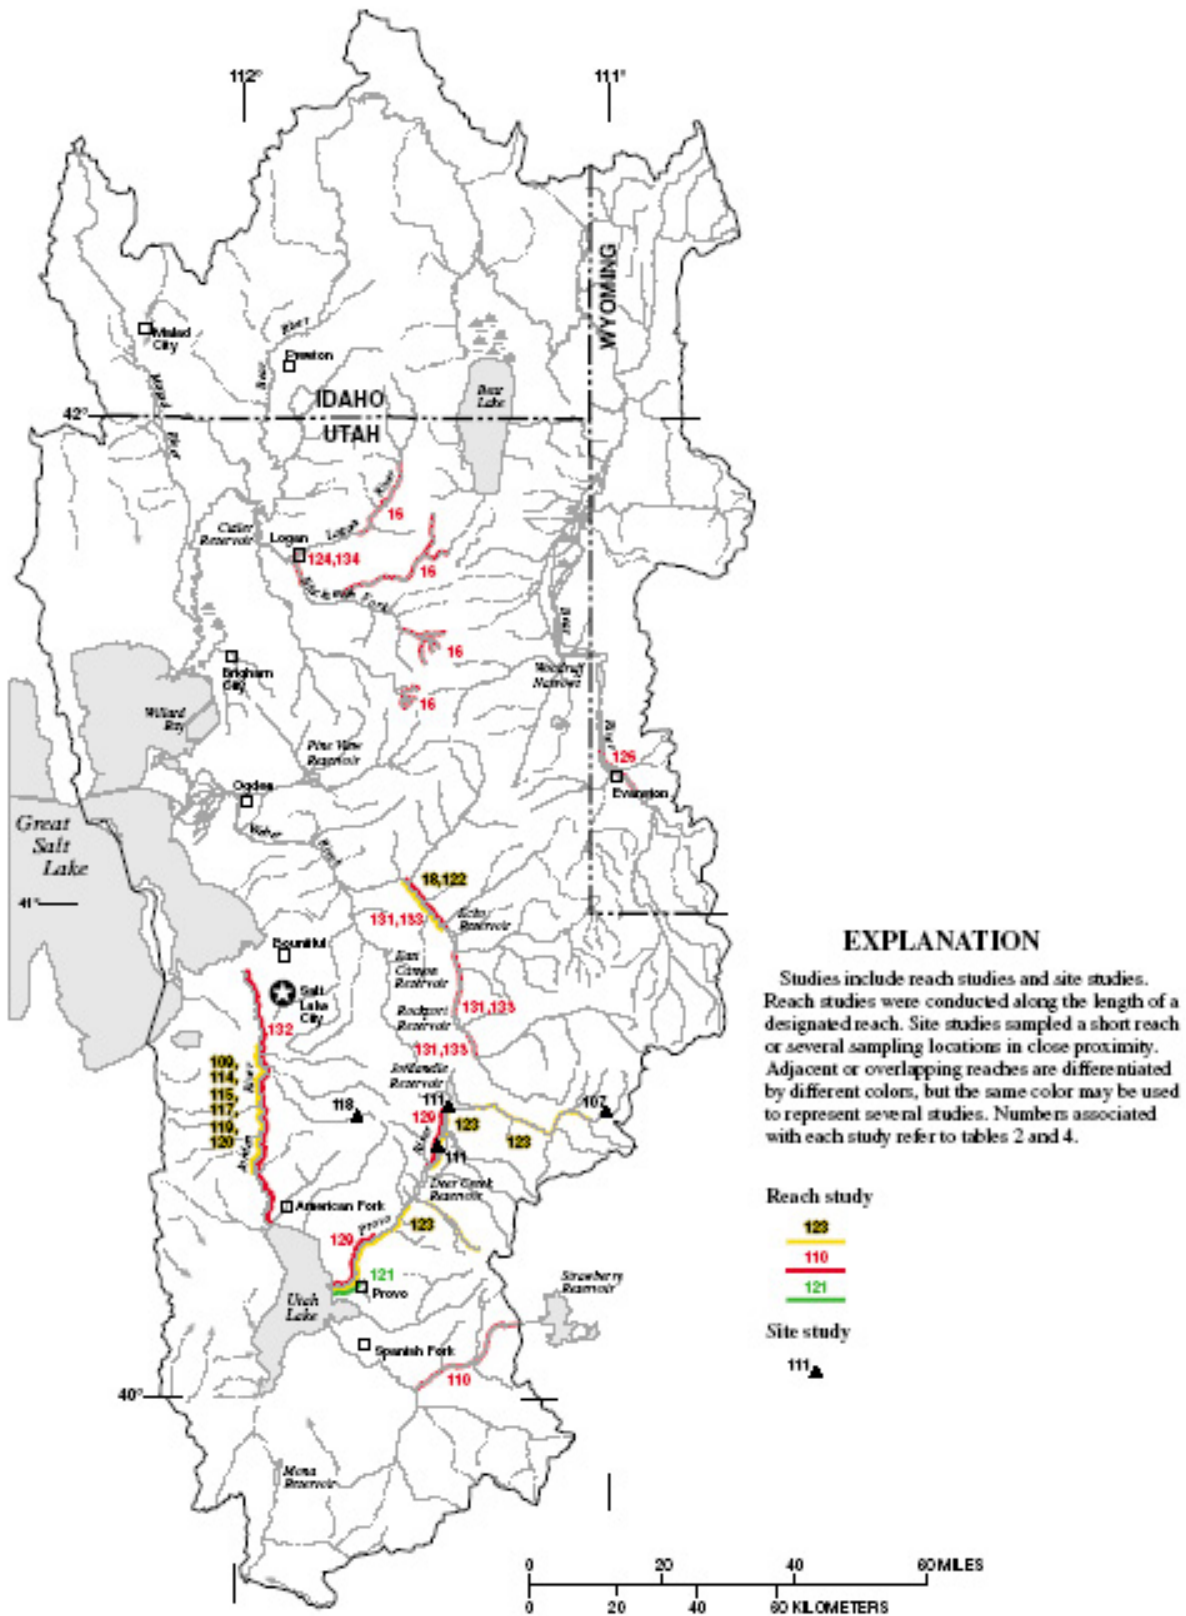 112°
111°
WYOMING
Malad
City
River
Preston
Bear
IDAHO
Bear
Lake
42°
UTAH
River
Logan
16
Cutler
Reservoir
Logan
124,134
16
Fork
16
Woodruff
Narrows
Brigham
City
16
Willard
Bay
Pine View
Reservoir
126
Evanston
Ogden
Great
Salt
Lake
Weber
River
18,122
41°
131,133
Echo
Reservoir
Bountiful
East
Canyon
Reservoir
Salt
Lake
City
Rockport
Reservoir
131,133
132
131,133
109,
114,
115,
117,
119,
120
River
Jordan
Jordanelle
Reservoir
118
111
107
129
123
123
111
Deer Creek
Reservoir
American Fork
Provo
123
129
121
Provo
Utah
Lake
Strawberry
Reservoir
Spanish Fork
110
40°
Mona
Reservoir
EXPLANATION
Studies include reach studies and site studies.
Reach studies were conducted along the length of a
designated reach. Site studies sampled a short reach
or several sampling locations in close proximity.
Adjacent or overlapping reaches are differentiated
by different colors, but the same color may be used
to represent several studies. Numbers associated
with each study refer to tables 2 and 4.
Reach study
123
110
121
Site study
111
0 20 40 60 MILES
0 20 40 60 KILOMETERS